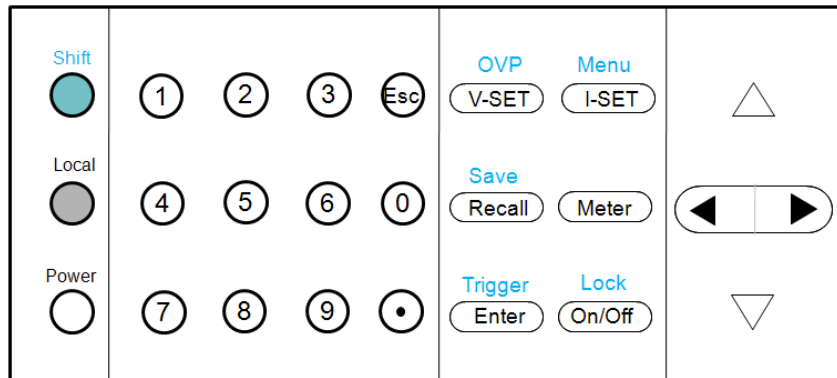 Shift
OVP Menu
1 2 3 Esc V-SET I-SET
Local
Save
4 5 6 0 Recall Meter
Power
Trigger Lock
7 8 9 • Enter On/Off